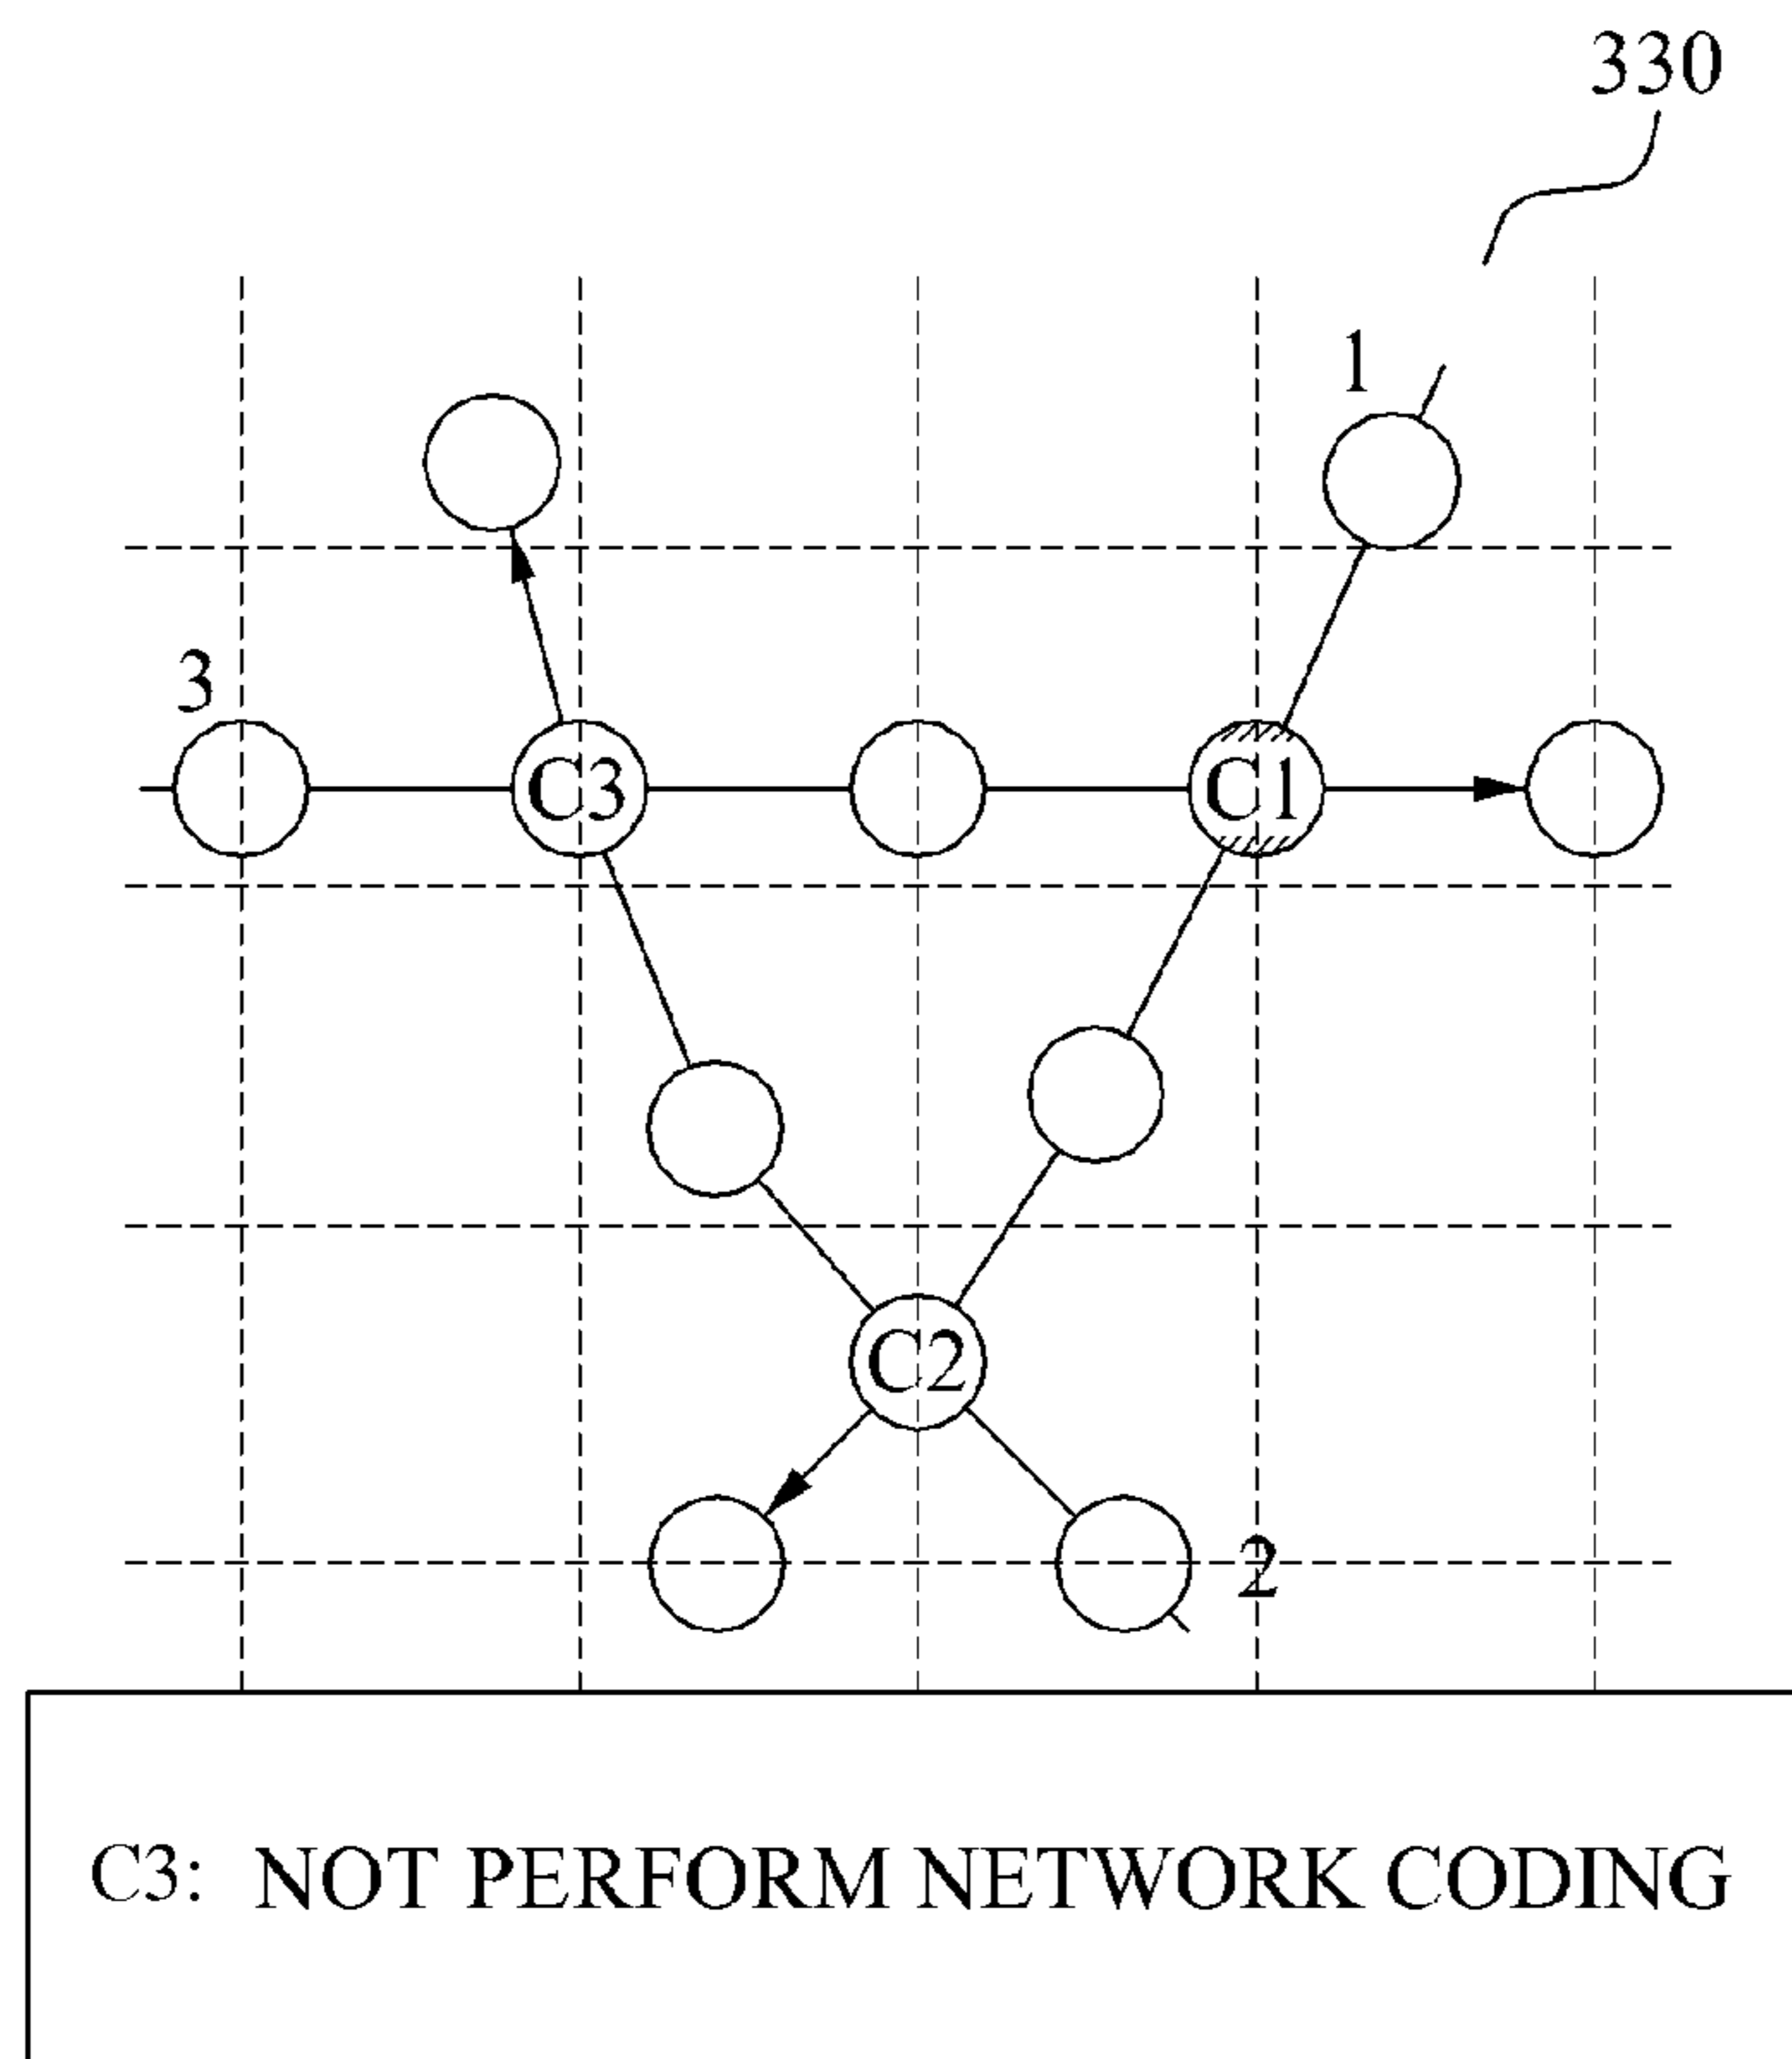 330
1
3
C3
C1
C2
2
C3: NOT PERFORM NETWORK CODING